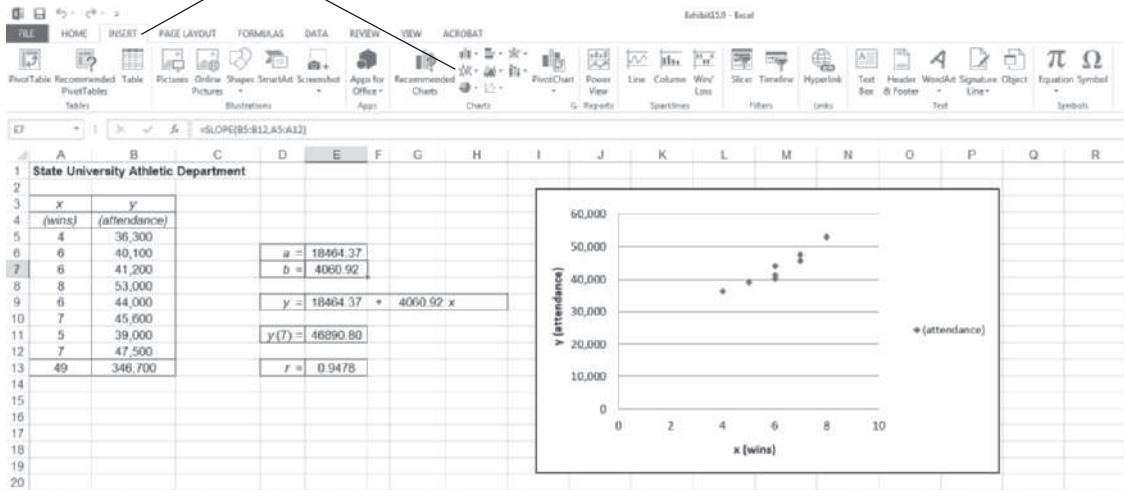 Exhibit15.9 - Excel
FILE HOME INSERT PAGE LAYOUT FORMULAS DATA REVIEW VIEW ACROBAT
PivotTable Recommended PivotTables Table Pictures Online Pictures Shapes SmartArt Screenshot Apps for Office Recommended Charts PivotChart Power View Line Column Win/Loss Slicer Timeline Hyperlink Text Box Header & Footer WordArt Signature Line Object Equation Symbol
Tables Illustrations Apps Charts Reports Sparklines Filters Links Text Symbols
E7 fx =SLOPE(B5:B12,A5:A12)
A B C D E F G H I J K L M N O P Q R
1 State University Athletic Department
2
3 x y
4 (wins) (attendance)
5 4 36,300
6 6 40,100 a = 18464.37
7 6 41,200 b = 4060.92
8 8 53,000
9 6 44,000 y = 18464.37 + 4060.92 x
10 7 45,600
11 5 39,000 y(7) = 46890.80
12 7 47,500
13 49 346,700 r = 0.9478
14
15
16
17
18
19
20
60,000
50,000
40,000
30,000
20,000
10,000
0
y (attendance)
0 2 4 6 8 10
x (wins)
(attendance)